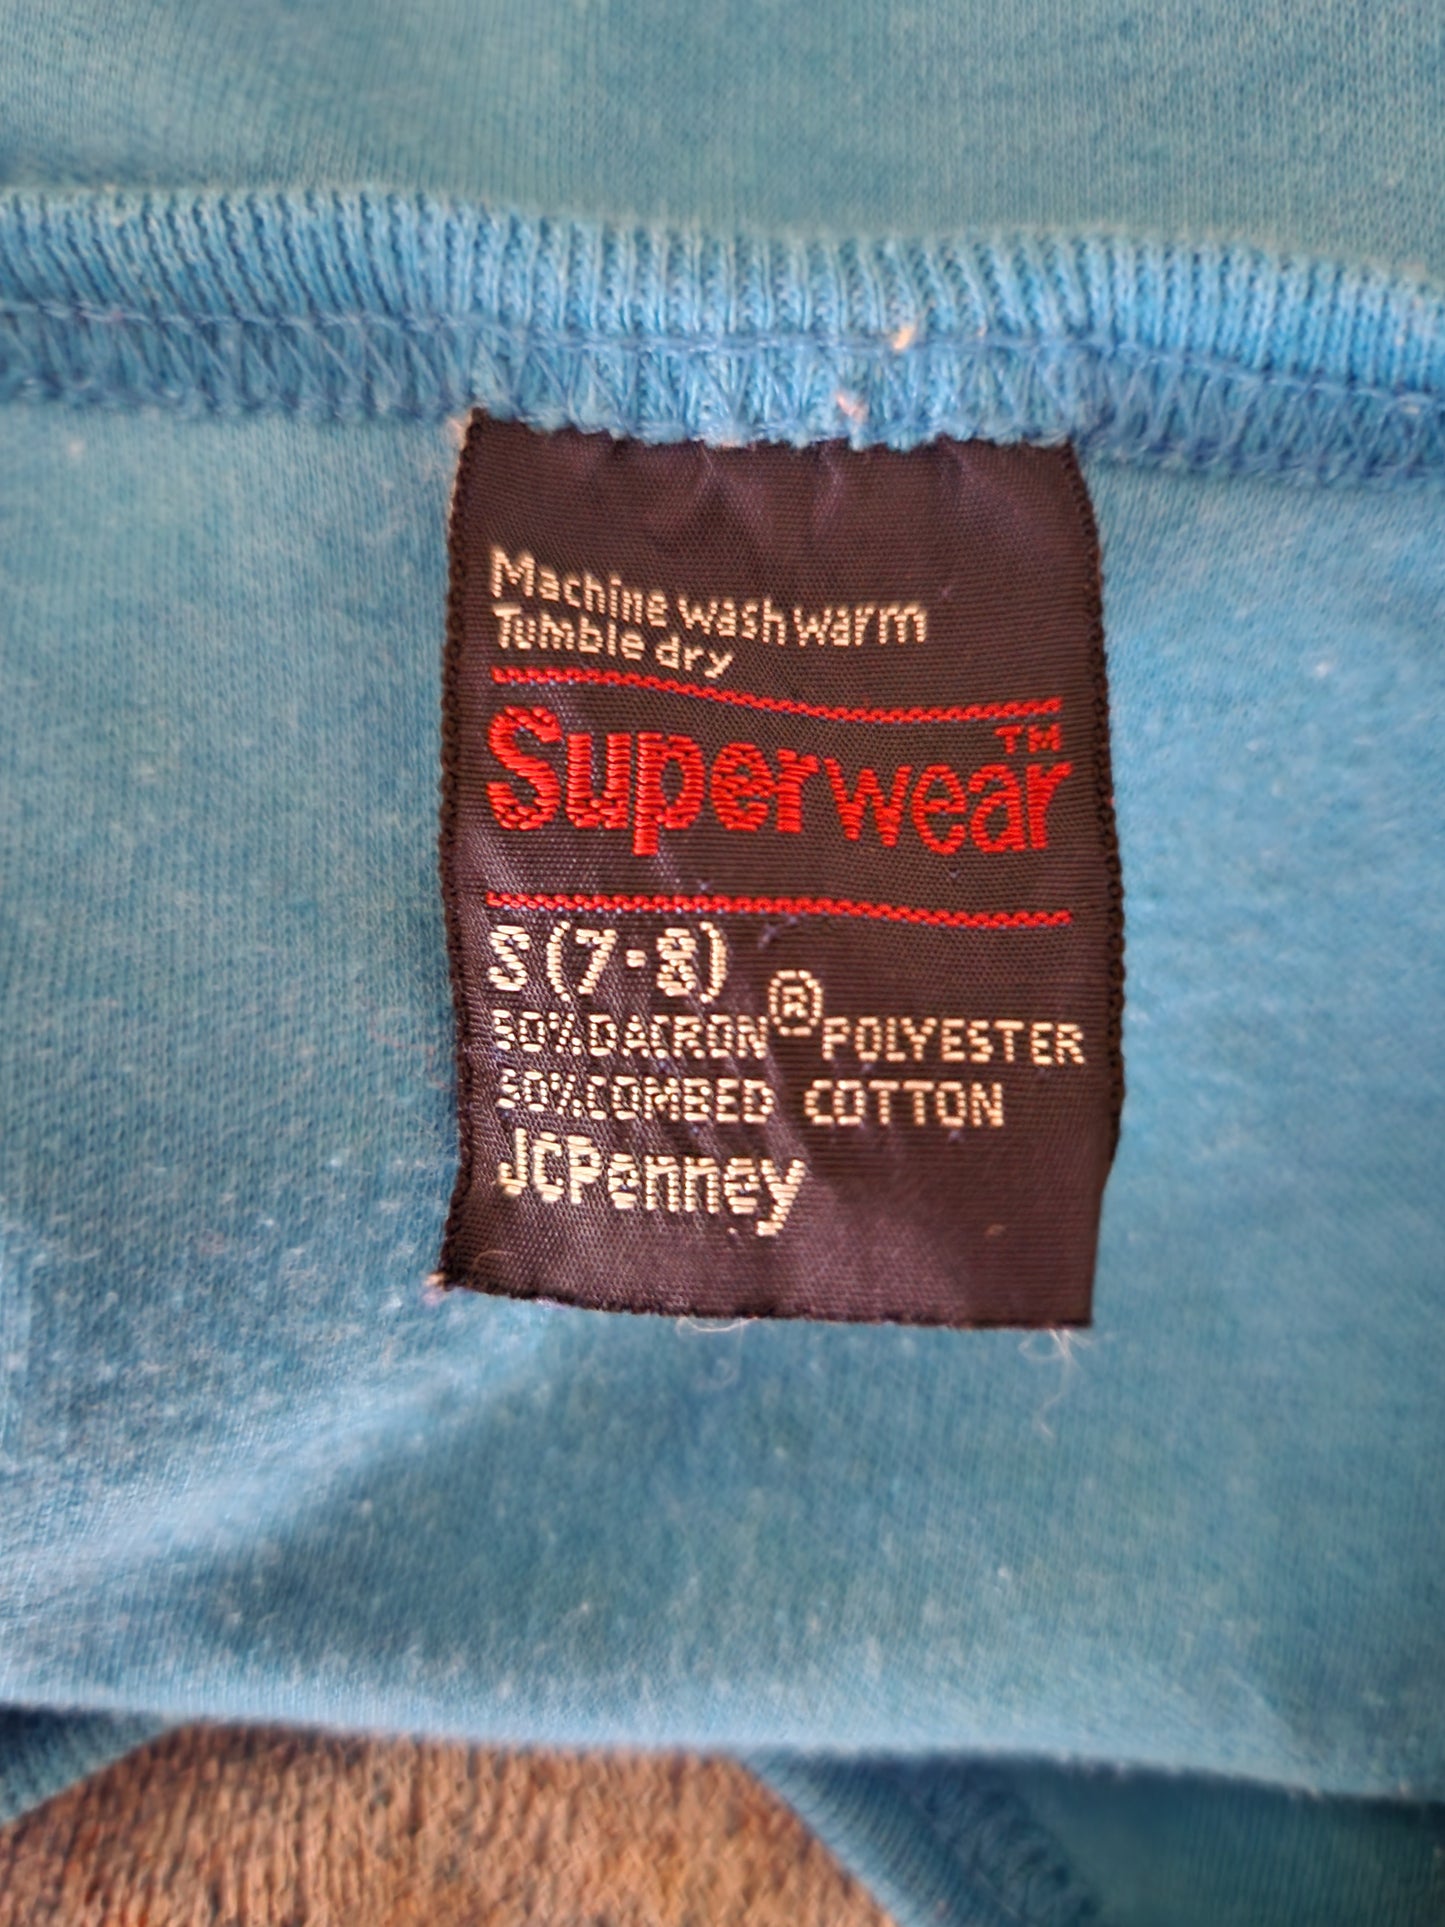 Machine wash warm
Tumble dry
Superwear™
S (7-8)
50% DACRON® POLYESTER
50% COMBED COTTON
JCPenney